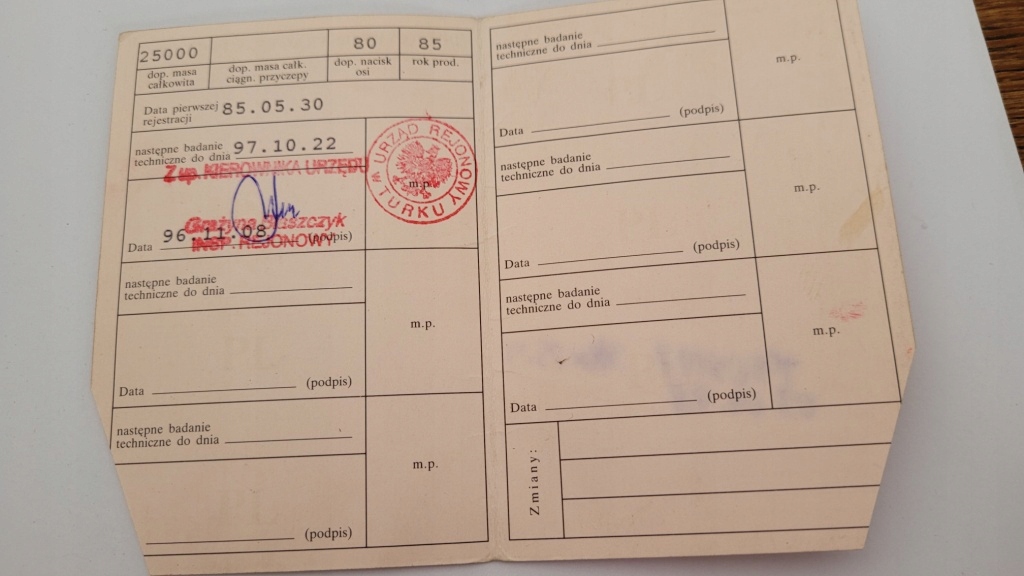 25000 80 85
dop. masa całkowita dop. masa całk. ciągn. przyczepy dop. nacisk osi rok prod.
Data pierwszej rejestracji 85.05.30
następne badanie techniczne do dnia 97.10.22
Z up. KIEROWNIKA URZĘDU
URZĄD REJONOWY w TURKU
m.p.
Grażyna
INSP. REJONOWY
Data 96.11.08 (podpis)
następne badanie
techniczne do dnia
m.p.
Data (podpis)
następne badanie
techniczne do dnia
m.p.
(podpis)
następne badanie
techniczne do dnia
m.p.
Data (podpis)
następne badanie
techniczne do dnia
m.p.
Data (podpis)
następne badanie
techniczne do dnia
m.p.
Data (podpis)
Zmiany: